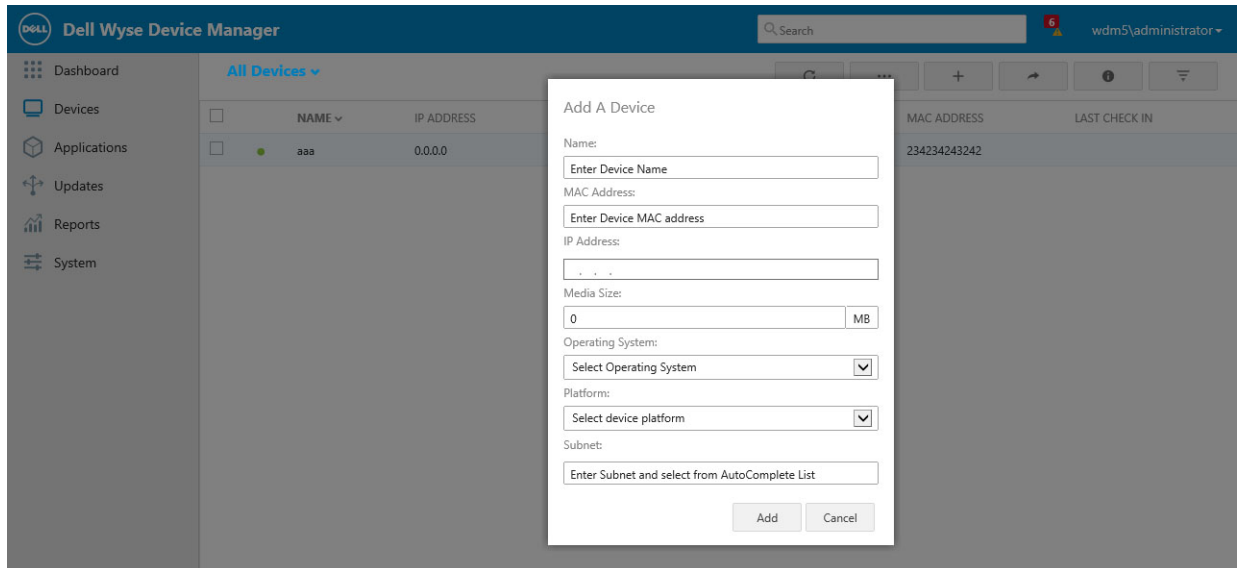 DELL Dell Wyse Device Manager Search 6 wdm5\administrator
Dashboard
Devices
Applications
Updates
Reports
System
All Devices
NAME IP ADDRESS MAC ADDRESS LAST CHECK IN
aaa 0.0.0.0 234234243242
Add A Device
Name:
Enter Device Name
MAC Address:
Enter Device MAC address
IP Address:
. . .
Media Size:
0 MB
Operating System:
Select Operating System
Platform:
Select device platform
Subnet:
Enter Subnet and select from AutoComplete List
Add Cancel